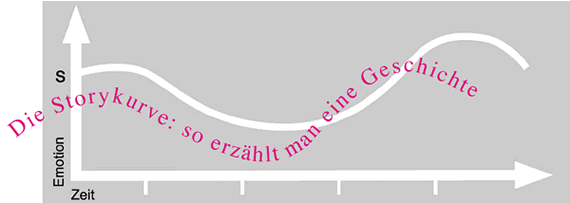 S
Die Storykurve: so erzählt man eine Geschichte
Emotion
Zeit